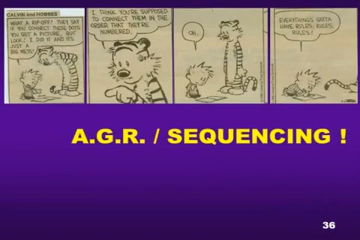 CALVIN and HOBBES
WHAT A RIPOFF! THEY SAY
IF YOU CONNECT THESE DOTS
YOU GET A PICTURE, BUT
LOOK! I DID IT AND IT'S
JUST A
BIG MESS!
I THINK YOU'RE SUPPOSED
TO CONNECT THEM IN THE
ORDER THAT THEY'RE
NUMBERED.
OH.
EVERYTHING'S GOTTA
HAVE RULES, RULES,
RULES!
A.G.R. / SEQUENCING !
36